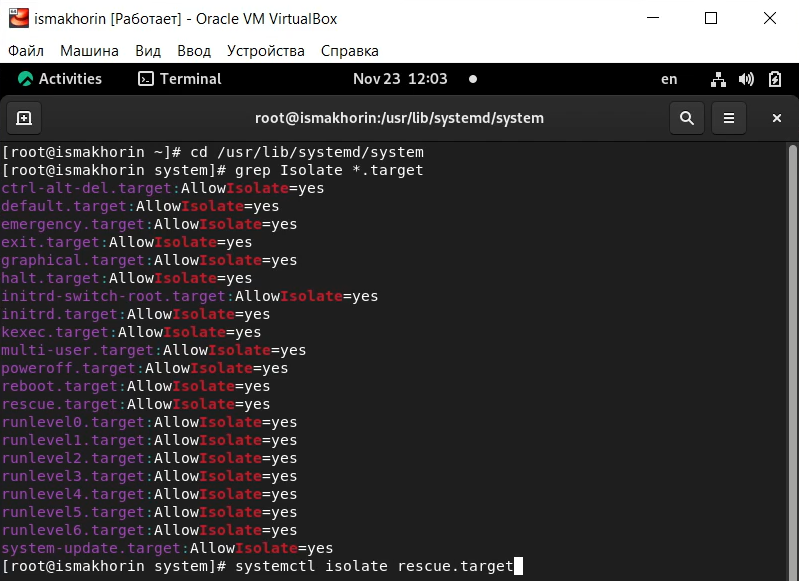 ismakhorin [Работает] - Oracle VM VirtualBox
Файл Машина Вид Ввод Устройства Справка
Activities Terminal Nov 23 12:03 en
root@ismakhorin:/usr/lib/systemd/system
[root@ismakhorin ~]# cd /usr/lib/systemd/system
[root@ismakhorin system]# grep Isolate *.target
ctrl-alt-del.target:AllowIsolate=yes
default.target:AllowIsolate=yes
emergency.target:AllowIsolate=yes
exit.target:AllowIsolate=yes
graphical.target:AllowIsolate=yes
halt.target:AllowIsolate=yes
initrd-switch-root.target:AllowIsolate=yes
initrd.target:AllowIsolate=yes
kexec.target:AllowIsolate=yes
multi-user.target:AllowIsolate=yes
poweroff.target:AllowIsolate=yes
reboot.target:AllowIsolate=yes
rescue.target:AllowIsolate=yes
runlevel0.target:AllowIsolate=yes
runlevel1.target:AllowIsolate=yes
runlevel2.target:AllowIsolate=yes
runlevel3.target:AllowIsolate=yes
runlevel4.target:AllowIsolate=yes
runlevel5.target:AllowIsolate=yes
runlevel6.target:AllowIsolate=yes
system-update.target:AllowIsolate=yes
[root@ismakhorin system]# systemctl isolate rescue.target